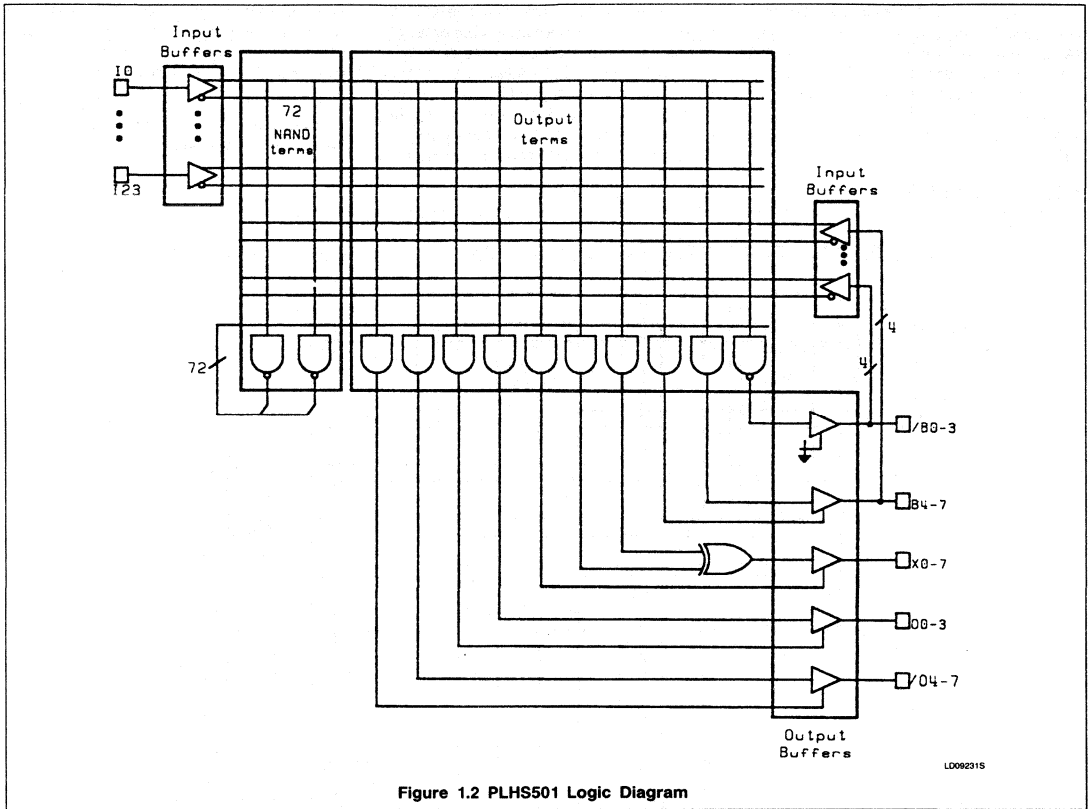 Input
Buffers
I0
I23
72
NAND
terms
Output
terms
Input
Buffers
4
4
72
/B0-3
B4-7
X0-7
O0-3
/O4-7
Output
Buffers
LD09231S
Figure 1.2 PLHS501 Logic Diagram